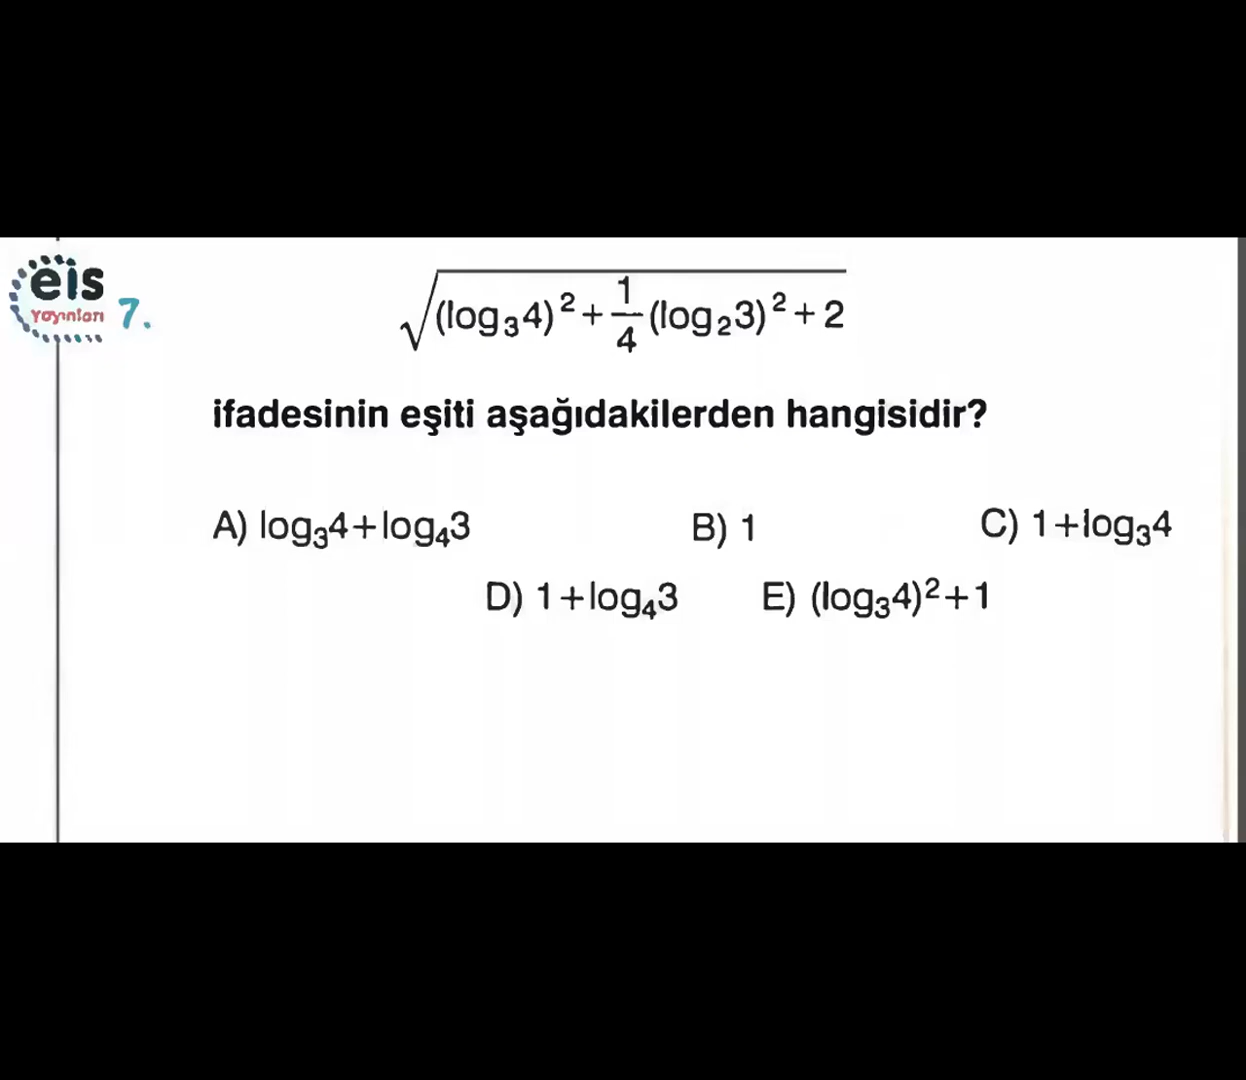 eis
Yayınları
7.
√((log₃4)² + 1/4 (log₂3)² + 2)
ifadesinin eşiti aşağıdakilerden hangisidir?
A) log₃4+log₄3 B) 1 C) 1+log₃4
D) 1+log₄3 E) (log₃4)²+1